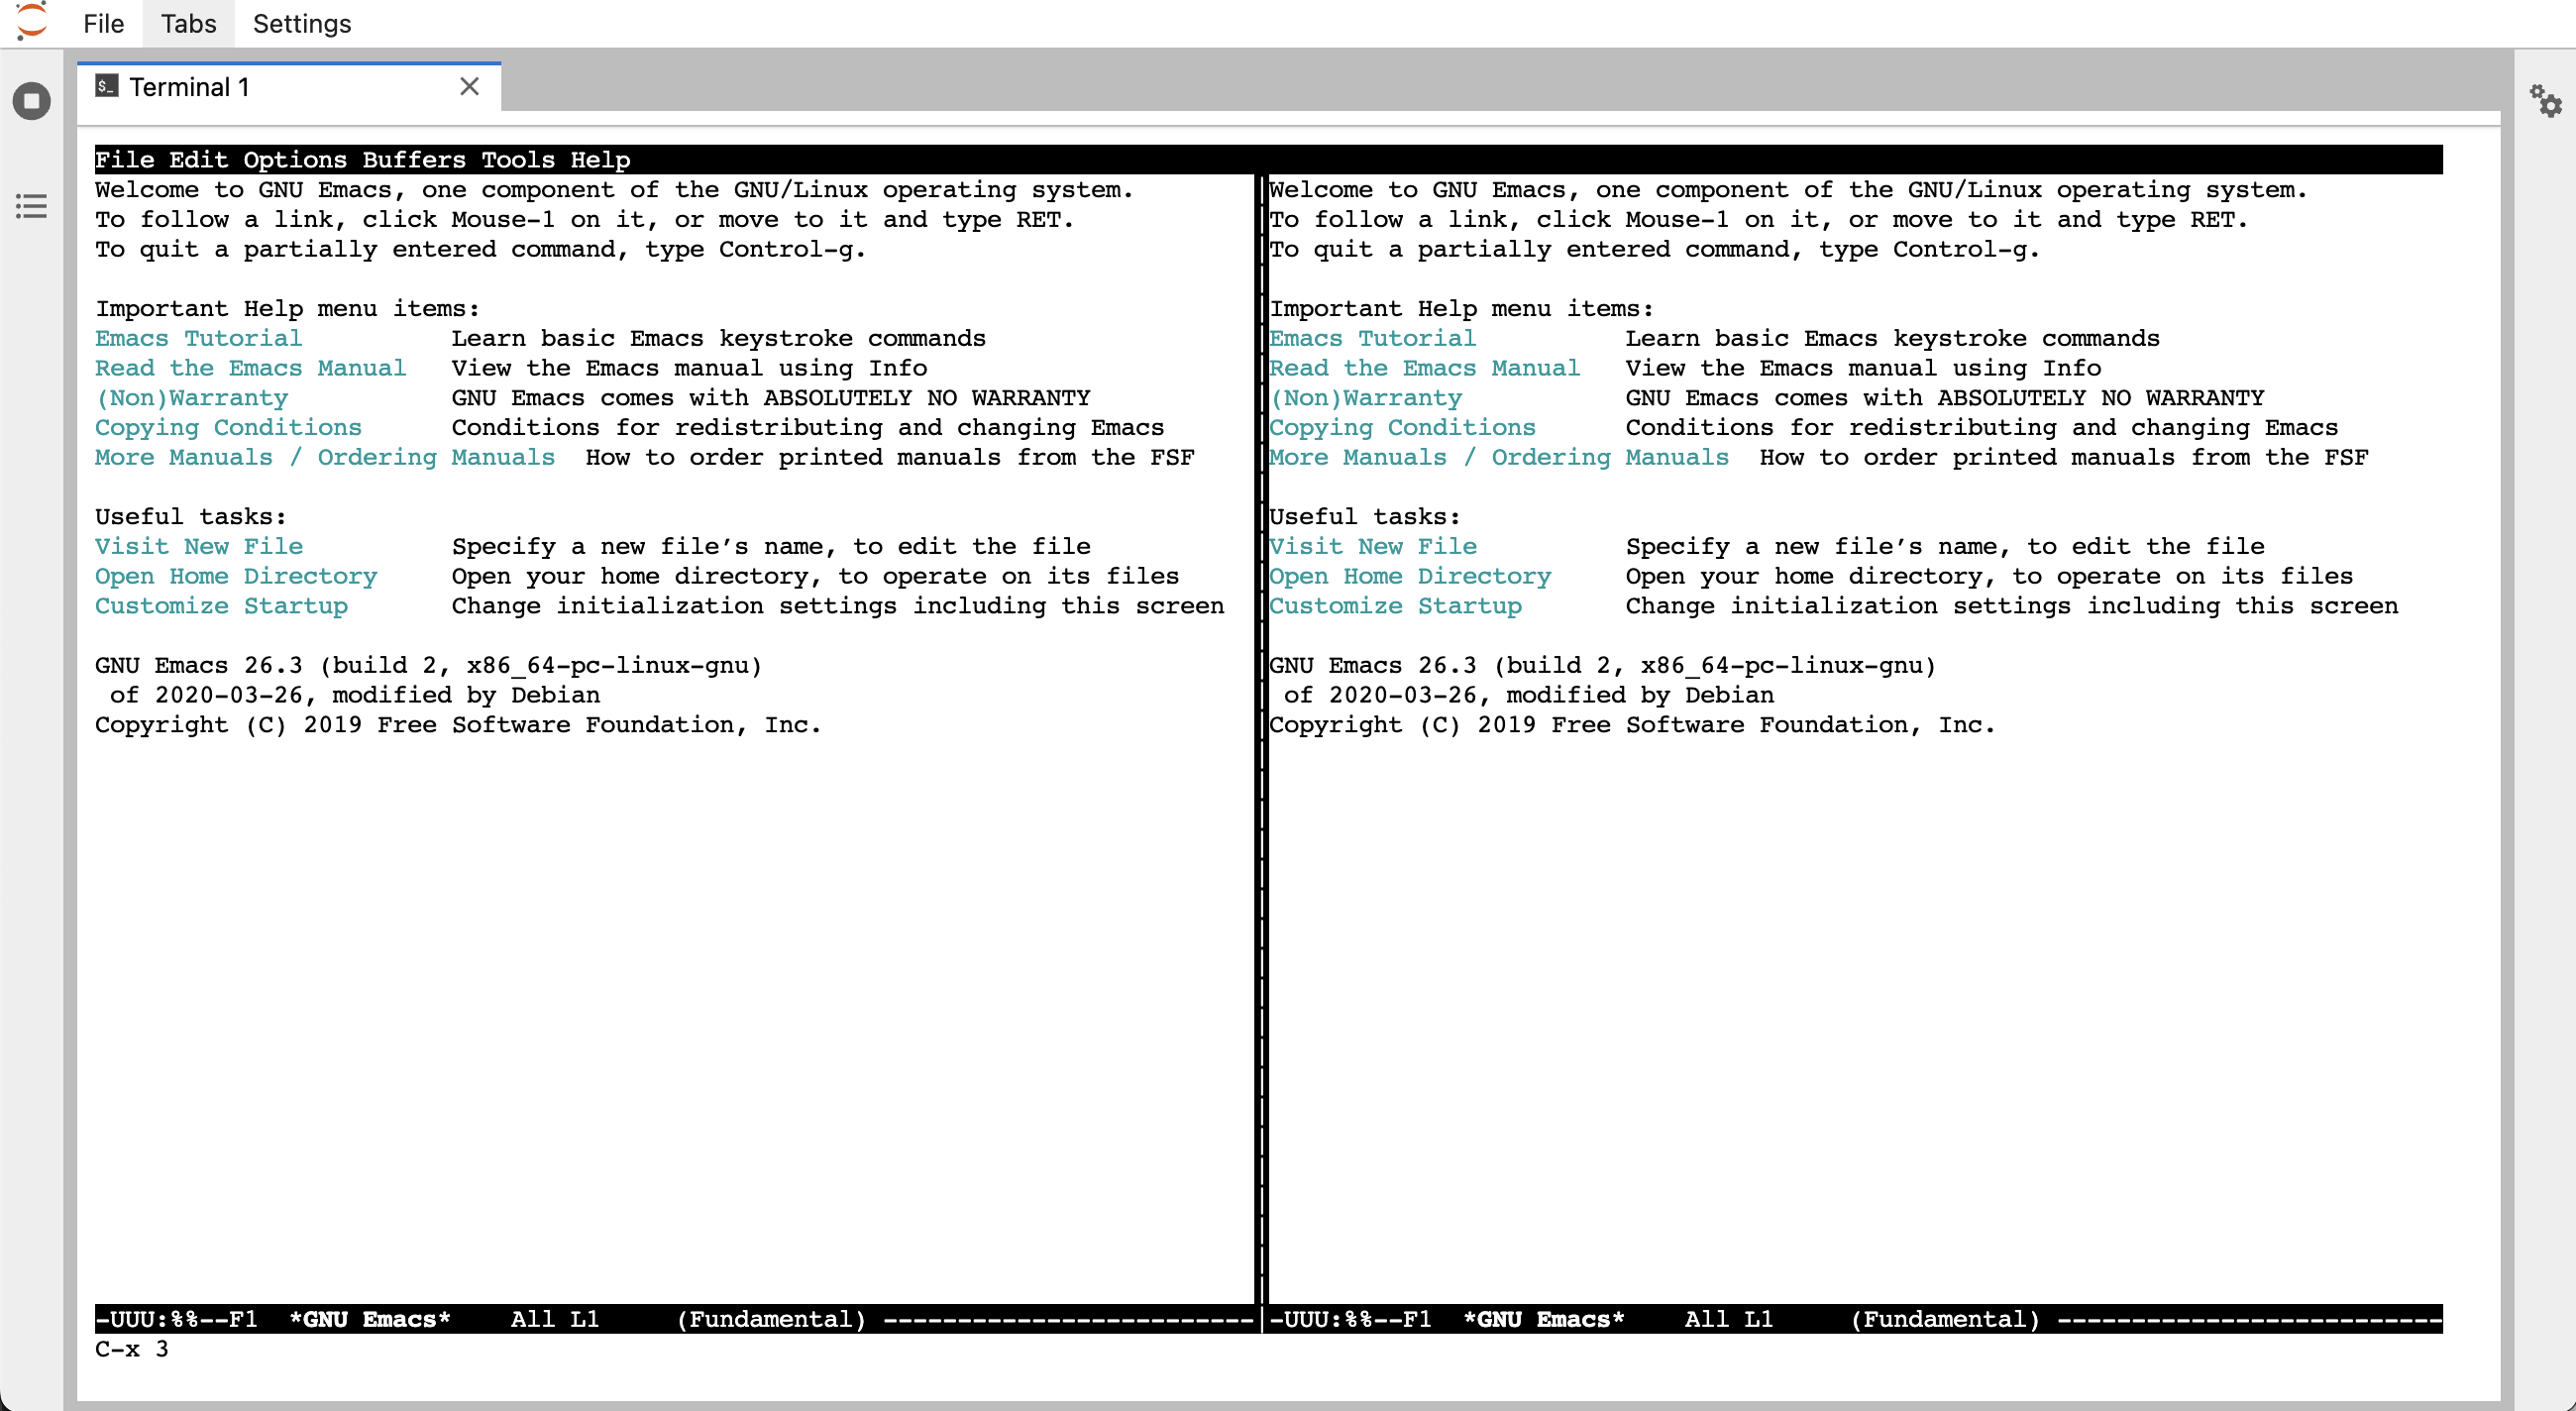 File Tabs Settings
$_ Terminal 1
File Edit Options Buffers Tools Help
Welcome to GNU Emacs, one component of the GNU/Linux operating system.
To follow a link, click Mouse-1 on it, or move to it and type RET.
To quit a partially entered command, type Control-g.
Important Help menu items:
Emacs Tutorial Learn basic Emacs keystroke commands
Read the Emacs Manual View the Emacs manual using Info
(Non)Warranty GNU Emacs comes with ABSOLUTELY NO WARRANTY
Copying Conditions Conditions for redistributing and changing Emacs
More Manuals / Ordering Manuals How to order printed manuals from the FSF
Useful tasks:
Visit New File Specify a new file’s name, to edit the file
Open Home Directory Open your home directory, to operate on its files
Customize Startup Change initialization settings including this screen
GNU Emacs 26.3 (build 2, x86_64-pc-linux-gnu)
of 2020-03-26, modified by Debian
Copyright (C) 2019 Free Software Foundation, Inc.
-UUU:%%--F1 *GNU Emacs* All L1 (Fundamental) -------------------------
Welcome to GNU Emacs, one component of the GNU/Linux operating system.
To follow a link, click Mouse-1 on it, or move to it and type RET.
To quit a partially entered command, type Control-g.
Important Help menu items:
Emacs Tutorial Learn basic Emacs keystroke commands
Read the Emacs Manual View the Emacs manual using Info
(Non)Warranty GNU Emacs comes with ABSOLUTELY NO WARRANTY
Copying Conditions Conditions for redistributing and changing Emacs
More Manuals / Ordering Manuals How to order printed manuals from the FSF
Useful tasks:
Visit New File Specify a new file’s name, to edit the file
Open Home Directory Open your home directory, to operate on its files
Customize Startup Change initialization settings including this screen
GNU Emacs 26.3 (build 2, x86_64-pc-linux-gnu)
of 2020-03-26, modified by Debian
Copyright (C) 2019 Free Software Foundation, Inc.
-UUU:%%--F1 *GNU Emacs* All L1 (Fundamental) --------------------------
C-x 3